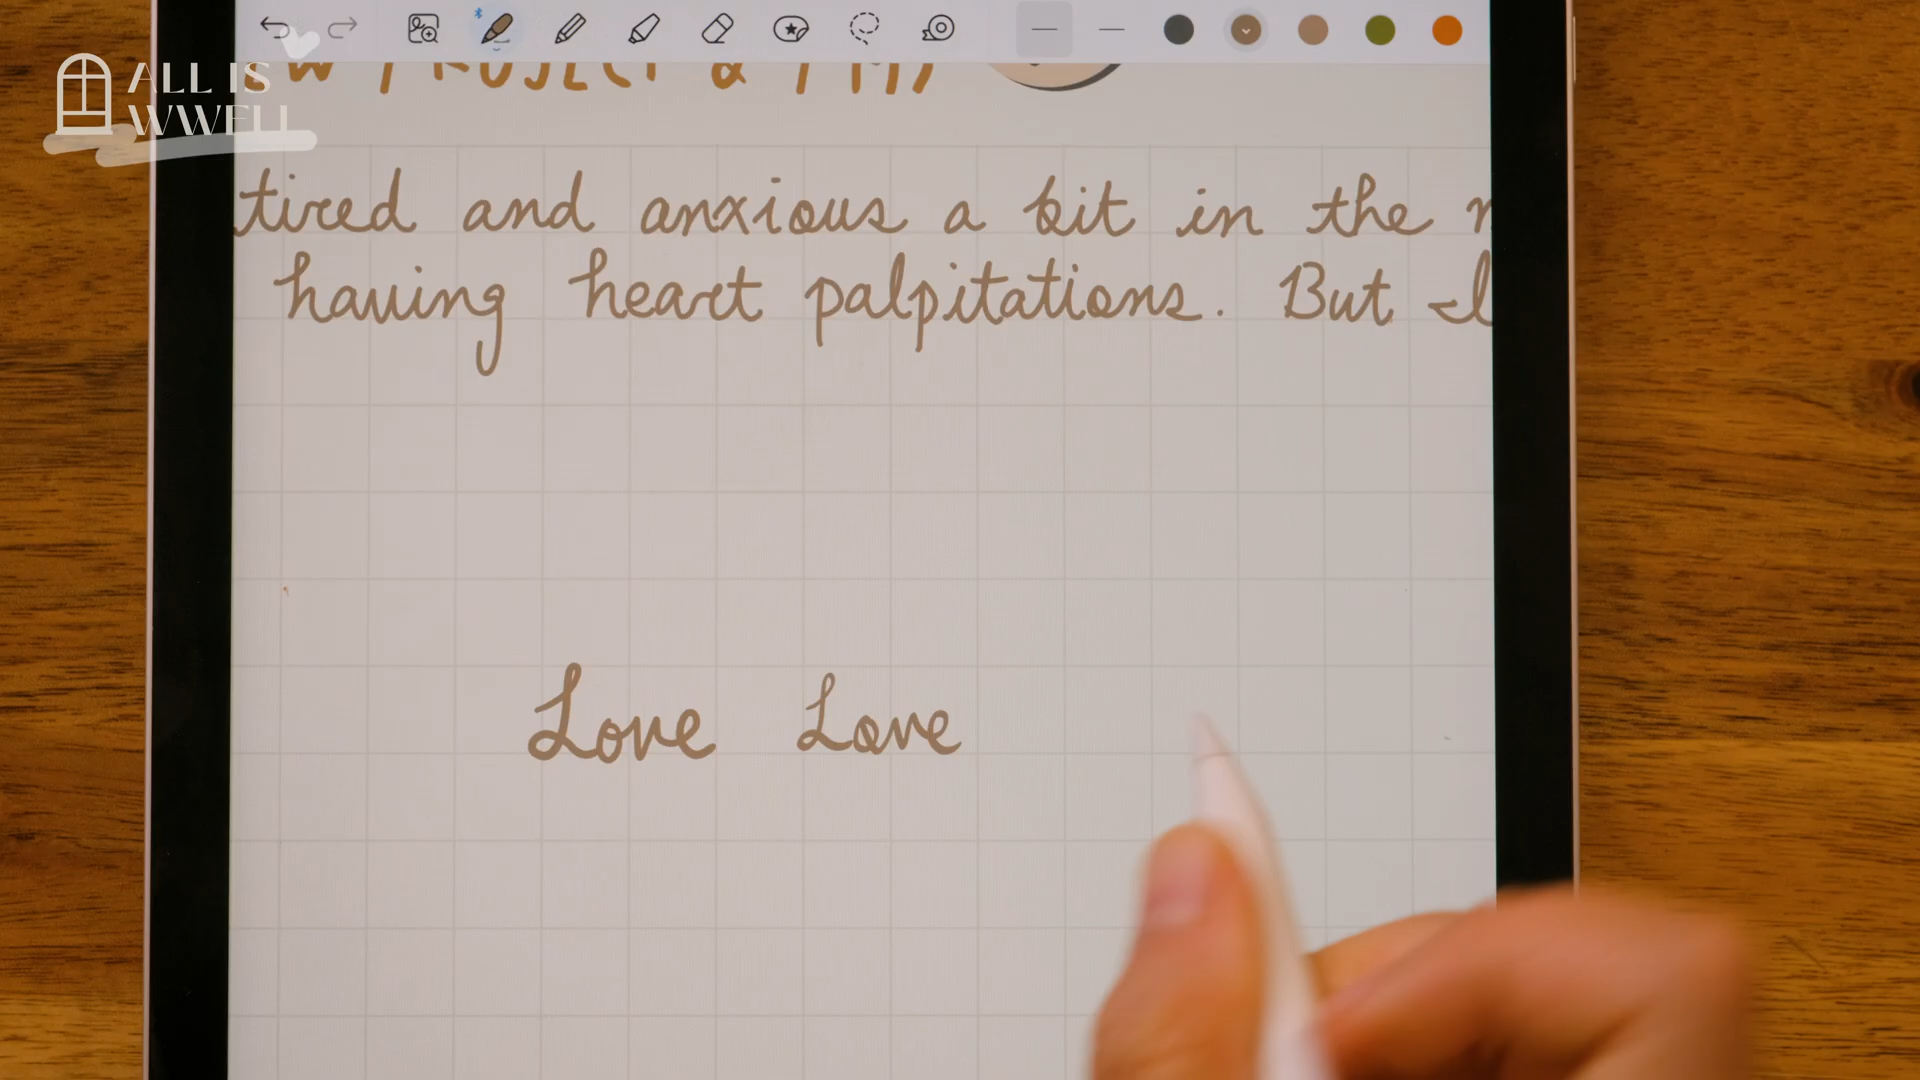 ALL IS
WWELL
tired and anxious a bit in the
having heart palpitations. But I
Love Love